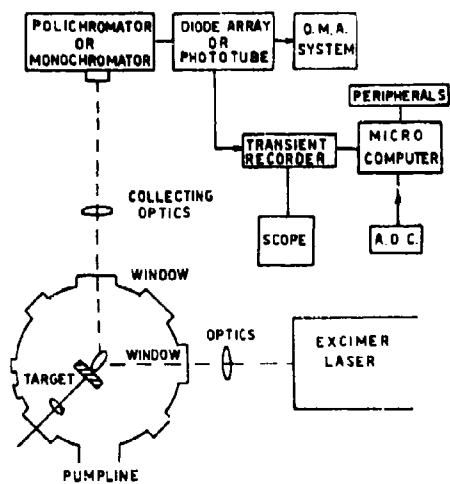 POLICHROMATOR
OR
MONOCHROMATOR
DIODE ARRAY
OR
PHOTOTUBE
O.M.A.
SYSTEM
PERIPHERALS
TRANSIENT
RECORDER
MICRO
COMPUTER
COLLECTING
OPTICS
SCOPE
A.D.C.
WINDOW
OPTICS
EXCIMER
LASER
WINDOW
TARGET
PUMPLINE